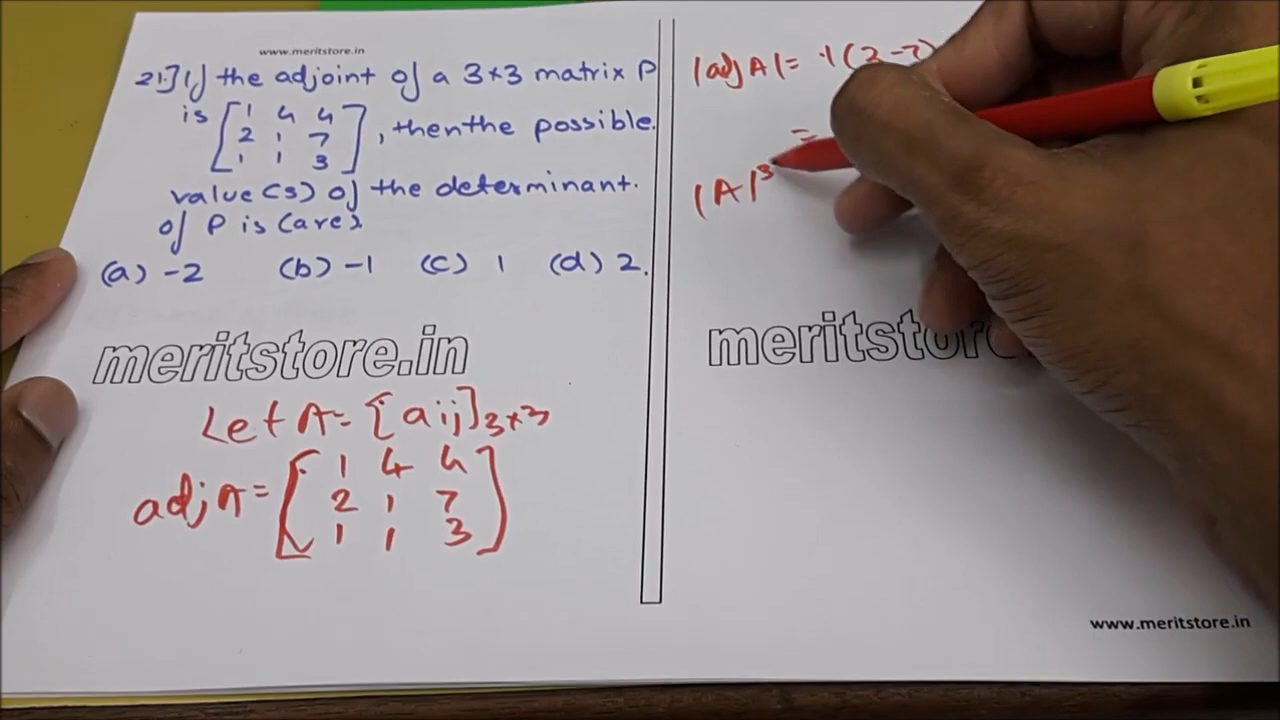 www.meritstore.in
21.] If the adjoint of a 3×3 matrix P
is [ 1 4 4
2 1 7
1 1 3 ] , then the possible.
value(s) of the determinant.
of P is (are).
(a) -2 (b) -1 (c) 1 (d) 2.
meritstore.in
Let A = [aij]3×3
adj A = [ 1 4 4
2 1 7
1 1 3 ]
|adj A| = 1(3-7)
=
|A|³
www.meritstore.in